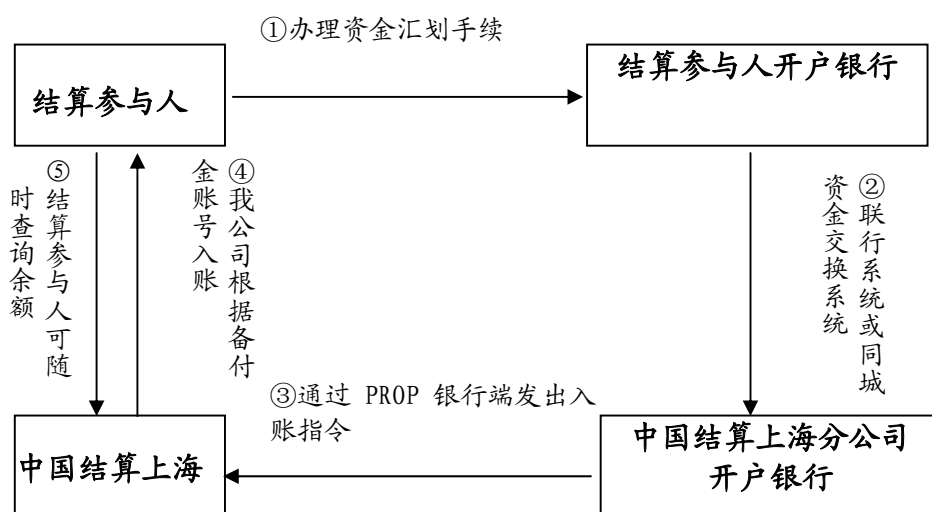 ①办理资金汇划手续
结算参与人
结算参与人开户银行
⑤结算参与人可随
时查询余额
④我公司根据备付
金账号入账
②联行系统或同城
资金交换系统
③通过 PROP 银行端发出入
账指令
中国结算上海
中国结算上海分公司
开户银行